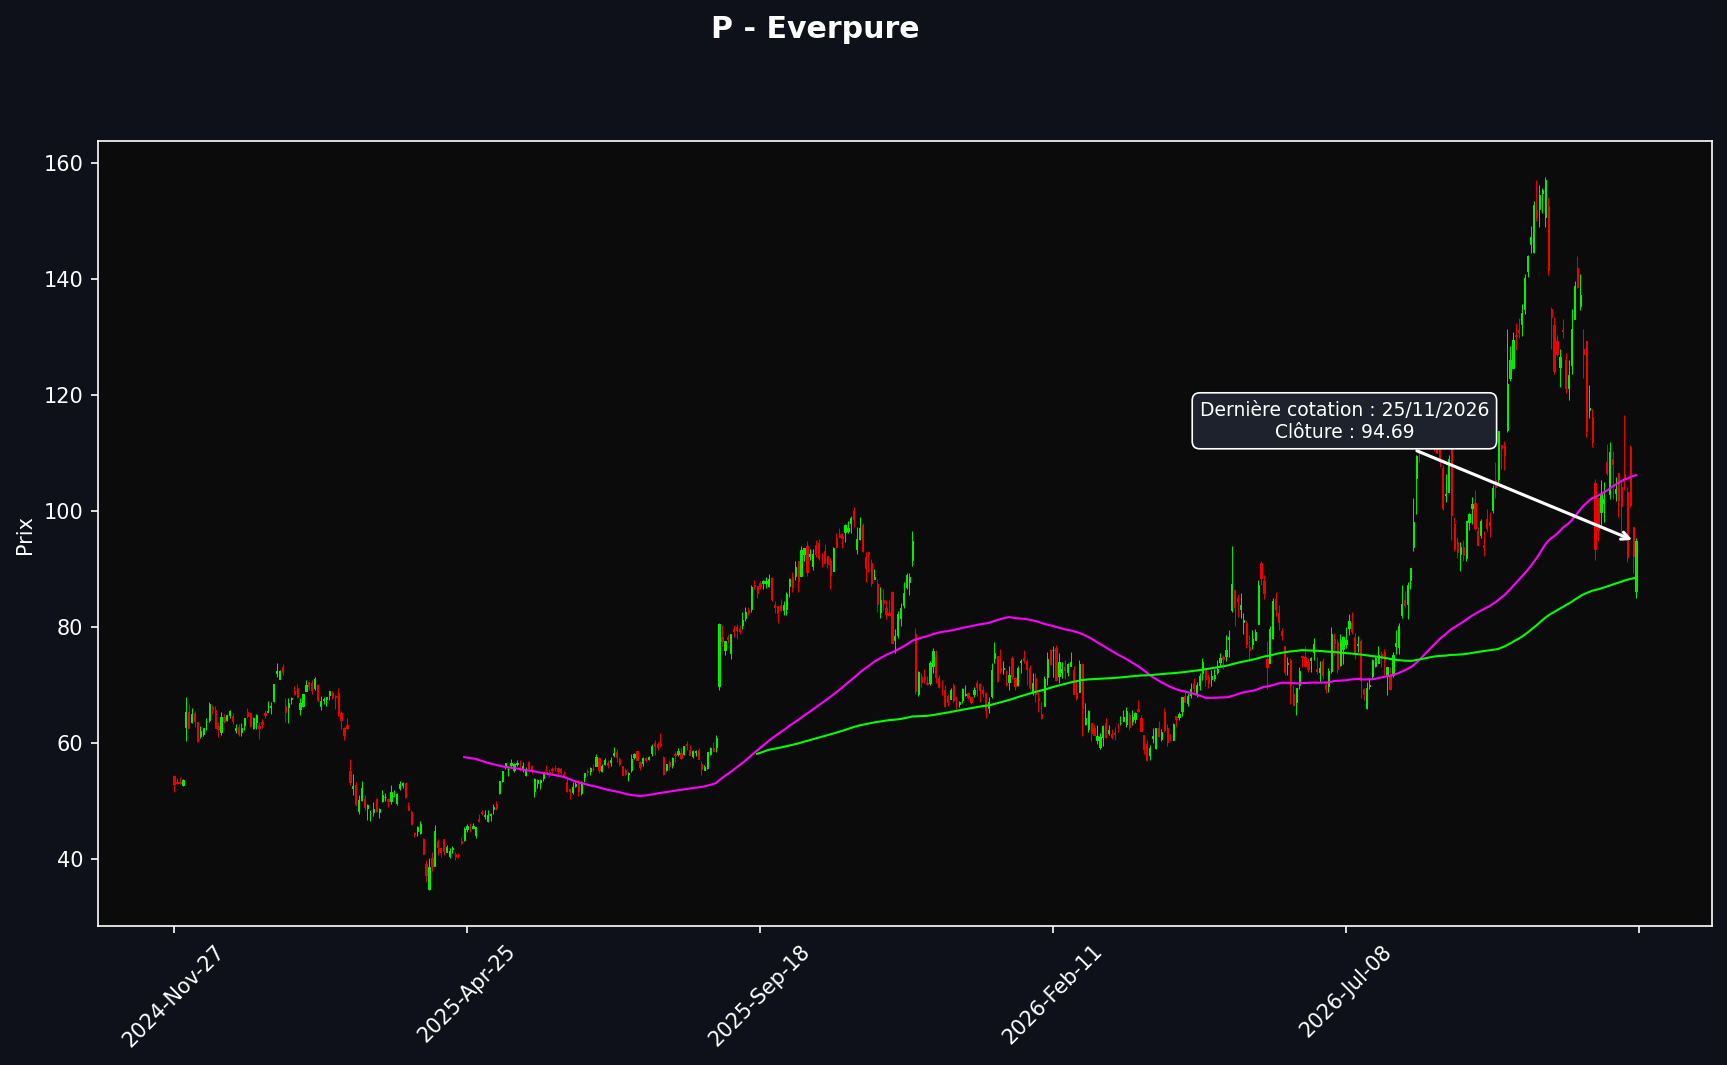 P - Everpure
160
140
120
100
80
60
40
Prix
Dernière cotation : 25/11/2026
Clôture : 94.69
2024-Nov-27
2025-Apr-25
2025-Sep-18
2026-Feb-11
2026-Jul-08